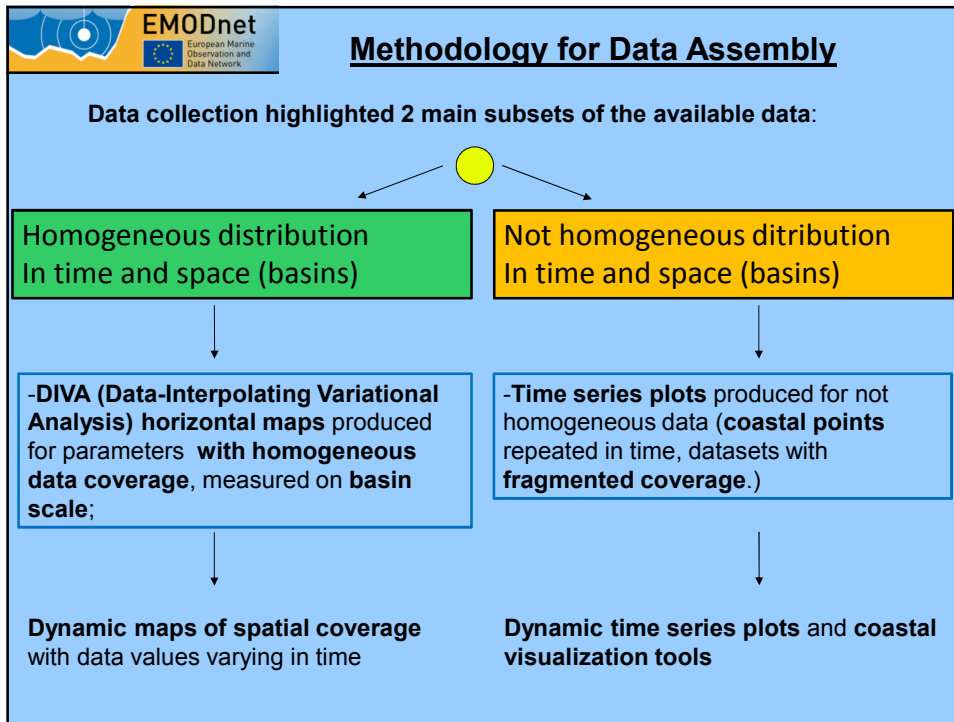 EMODnet
European Marine
Observation and
Data Network
Methodology for Data Assembly
Data collection highlighted 2 main subsets of the available data:
Homogeneous distribution
In time and space (basins)
Not homogeneous ditribution
In time and space (basins)
-DIVA (Data-Interpolating Variational
Analysis) horizontal maps produced
for parameters with homogeneous
data coverage, measured on basin
scale;
-Time series plots produced for not
homogeneous data (coastal points
repeated in time, datasets with
fragmented coverage.)
Dynamic maps of spatial coverage
with data values varying in time
Dynamic time series plots and coastal
visualization tools